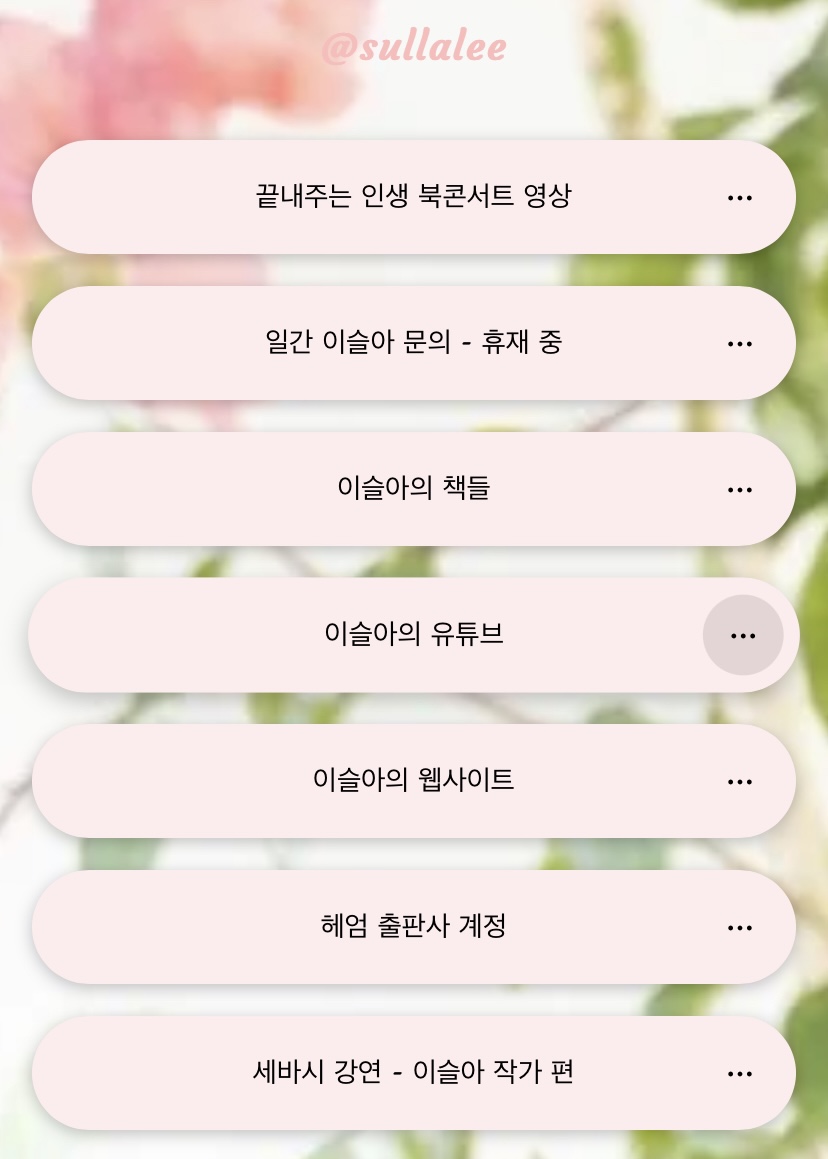 @sullalee
끝내주는 인생 북콘서트 영상
일간 이슬아 문의 - 휴재 중
이슬아의 책들
이슬아의 유튜브
이슬아의 웹사이트
헤엄 출판사 계정
세바시 강연 - 이슬아 작가 편